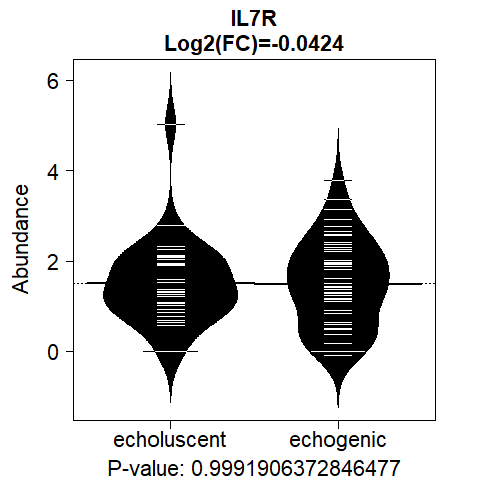 IL7R
Log2(FC)=-0.0424
Abundance
6
4
2
0
echoluscent echogenic
P-value: 0.9991906372846477